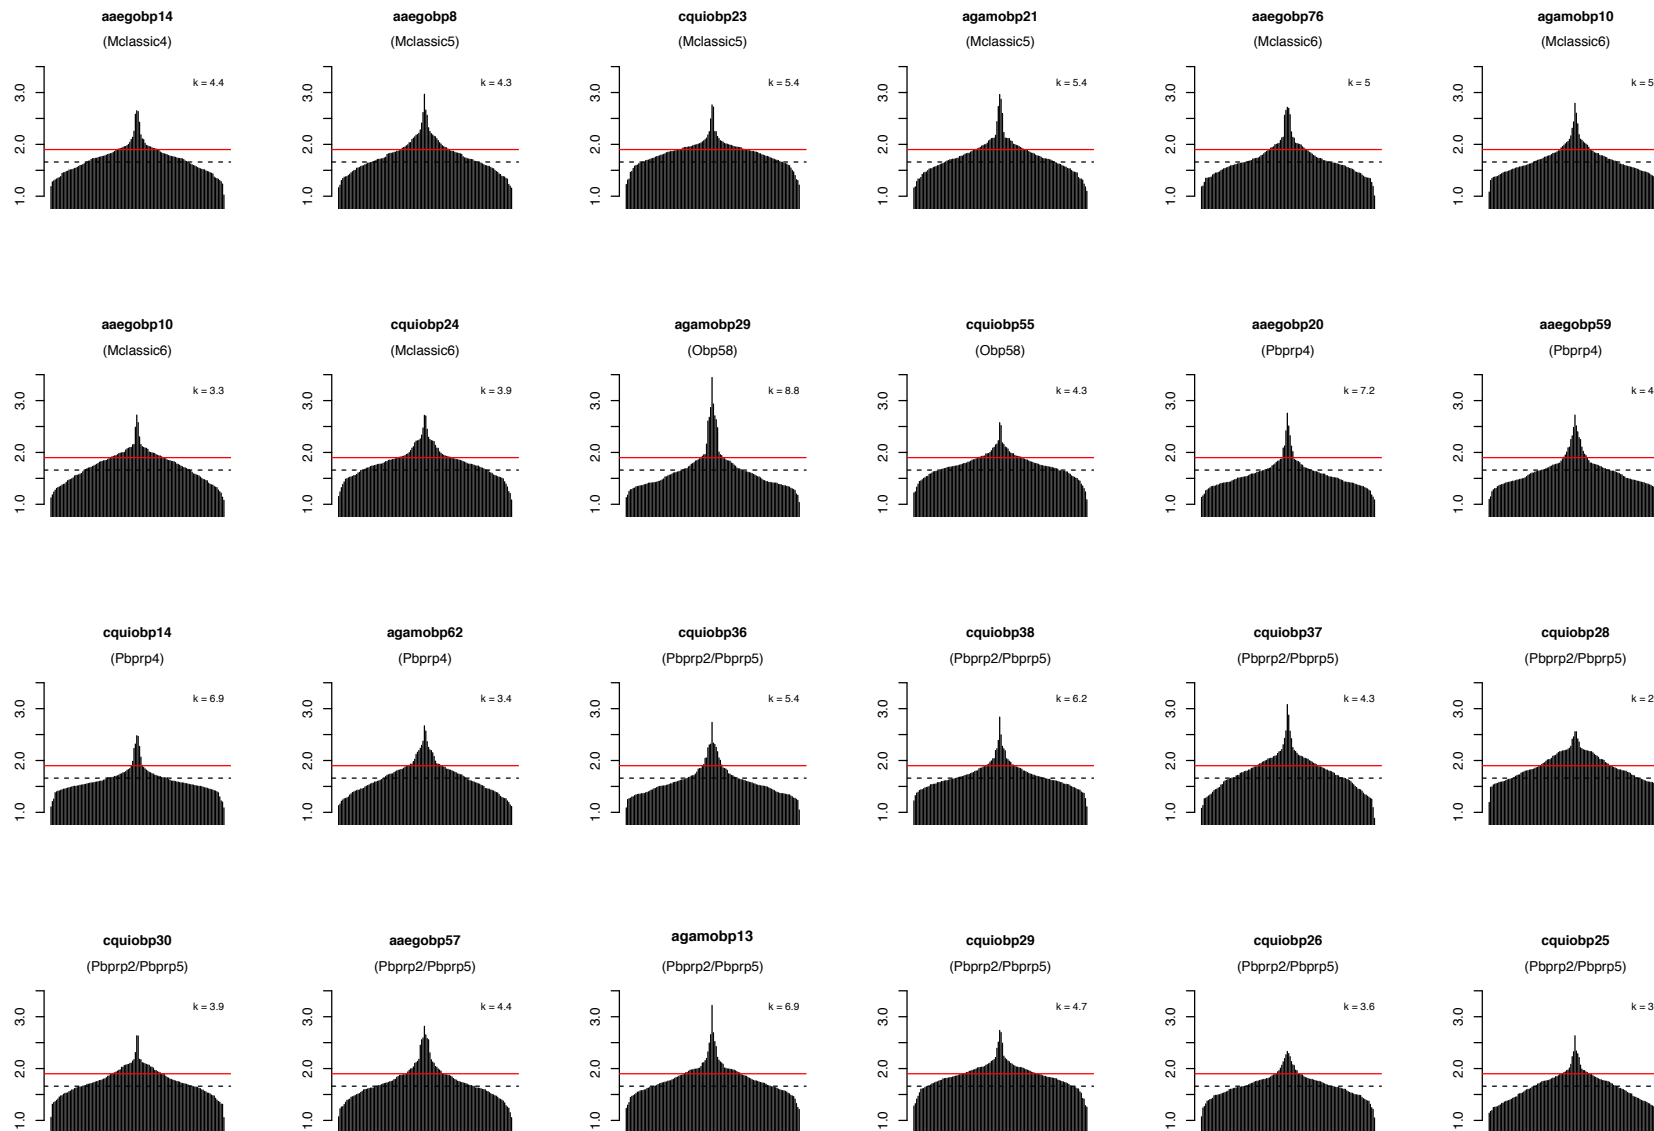 aaegobp14 aaegobp8 cquiobp23 agamobp21 aaegobp76 agamobp10
(Mclassic4) (Mclassic5) (Mclassic5) (Mclassic5) (Mclassic6) (Mclassic6)
k = 4.4 k = 4.3 k = 5.4 k = 5.4 k = 5 k = 5
3.0 3.0 3.0 3.0 3.0 3.0
2.0 2.0 2.0 2.0 2.0 2.0
1.0 1.0 1.0 1.0 1.0 1.0
aaegobp10 cquiobp24 agamobp29 cquiobp55 aaegobp20 aaegobp59
(Mclassic6) (Mclassic6) (Obp58) (Obp58) (Pbprp4) (Pbprp4)
k = 3.3 k = 3.9 k = 8.8 k = 4.3 k = 7.2 k = 4
3.0 3.0 3.0 3.0 3.0 3.0
2.0 2.0 2.0 2.0 2.0 2.0
1.0 1.0 1.0 1.0 1.0 1.0
cquiobp14 agamobp62 cquiobp36 cquiobp38 cquiobp37 cquiobp28
(Pbprp4) (Pbprp4) (Pbprp2/Pbprp5) (Pbprp2/Pbprp5) (Pbprp2/Pbprp5) (Pbprp2/Pbprp5)
k = 6.9 k = 3.4 k = 5.4 k = 6.2 k = 4.3 k = 2
3.0 3.0 3.0 3.0 3.0 3.0
2.0 2.0 2.0 2.0 2.0 2.0
1.0 1.0 1.0 1.0 1.0 1.0
cquiobp30 aaegobp57 agamobp13 cquiobp29 cquiobp26 cquiobp25
(Pbprp2/Pbprp5) (Pbprp2/Pbprp5) (Pbprp2/Pbprp5) (Pbprp2/Pbprp5) (Pbprp2/Pbprp5) (Pbprp2/Pbprp5)
k = 3.9 k = 4.4 k = 6.9 k = 4.7 k = 3.6 k = 3
3.0 3.0 3.0 3.0 3.0 3.0
2.0 2.0 2.0 2.0 2.0 2.0
1.0 1.0 1.0 1.0 1.0 1.0